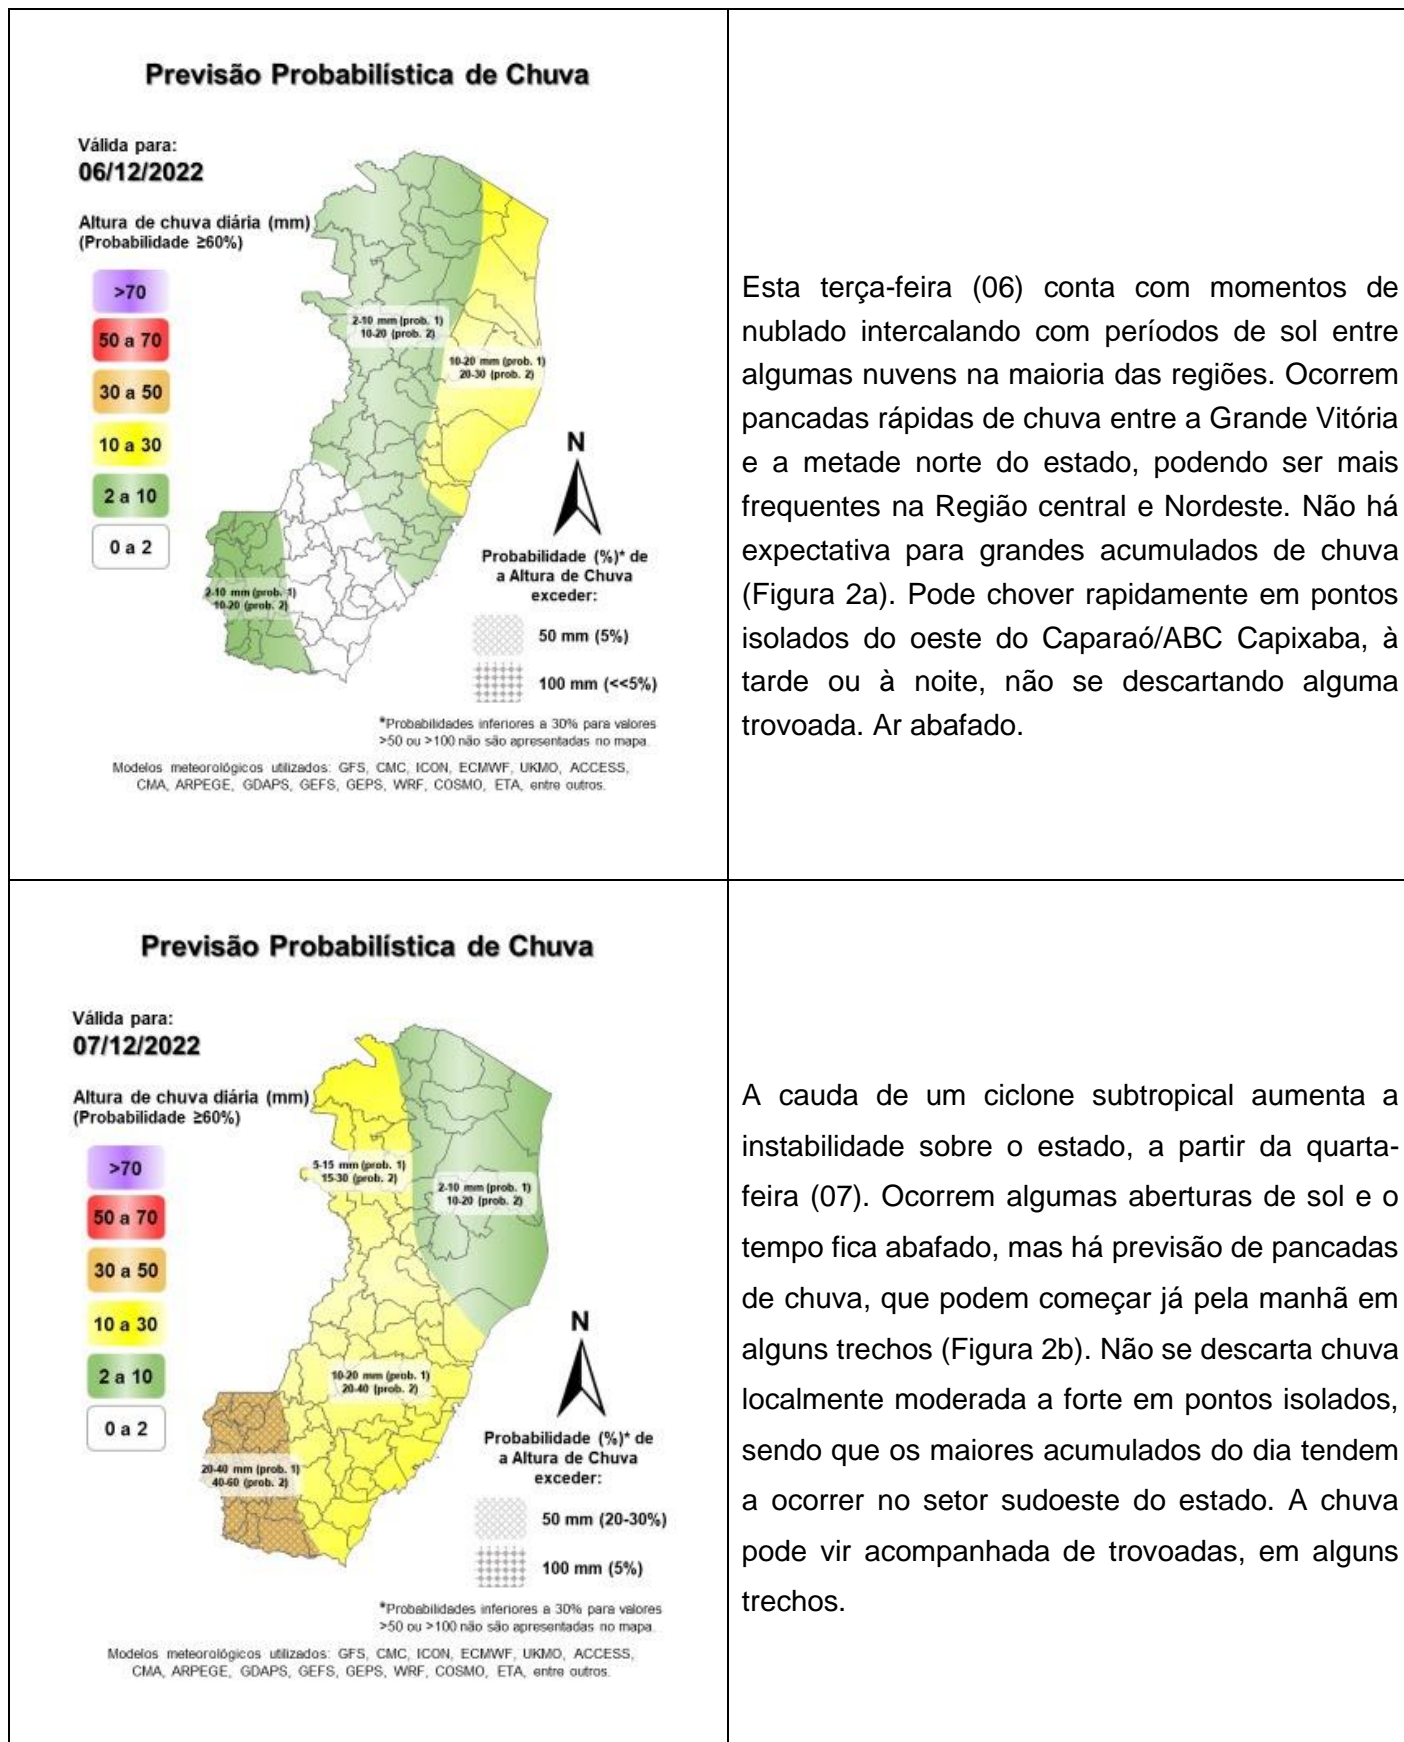 Previsão Probabilística de Chuva
Válida para:
06/12/2022
Altura de chuva diária (mm)
(Probabilidade ≥60%)
>70
50 a 70
30 a 50
10 a 30
2 a 10
0 a 2
2-10 mm (prob. 1)
10-20 (prob. 2)
10-20 mm (prob. 1)
20-30 (prob. 2)
2-10 mm (prob. 1)
10-20 (prob. 2)
N
Probabilidade (%)* de
a Altura de Chuva
exceder:
50 mm (5%)
100 mm (<<5%)
*Probabilidades inferiores a 30% para valores
>50 ou >100 não são apresentadas no mapa.
Modelos meteorológicos utilizados: GFS, CMC, ICON, ECMWF, UKMO, ACCESS,
CMA, ARPEGE, GDAPS, GEFS, GEPS, WRF, COSMO, ETA, entre outros.
Esta terça-feira (06) conta com momentos de
nublado intercalando com períodos de sol entre
algumas nuvens na maioria das regiões. Ocorrem
pancadas rápidas de chuva entre a Grande Vitória
e a metade norte do estado, podendo ser mais
frequentes na Região central e Nordeste. Não há
expectativa para grandes acumulados de chuva
(Figura 2a). Pode chover rapidamente em pontos
isolados do oeste do Caparaó/ABC Capixaba, à
tarde ou à noite, não se descartando alguma
trovoada. Ar abafado.
Previsão Probabilística de Chuva
Válida para:
07/12/2022
Altura de chuva diária (mm)
(Probabilidade ≥60%)
>70
50 a 70
30 a 50
10 a 30
2 a 10
0 a 2
5-15 mm (prob. 1)
15-30 (prob. 2)
2-10 mm (prob. 1)
10-20 (prob. 2)
10-20 mm (prob. 1)
20-40 (prob. 2)
20-40 mm (prob. 1)
40-60 (prob. 2)
N
Probabilidade (%)* de
a Altura de Chuva
exceder:
50 mm (20-30%)
100 mm (5%)
*Probabilidades inferiores a 30% para valores
>50 ou >100 não são apresentadas no mapa.
Modelos meteorológicos utilizados: GFS, CMC, ICON, ECMWF, UKMO, ACCESS,
CMA, ARPEGE, GDAPS, GEFS, GEPS, WRF, COSMO, ETA, entre outros.
A cauda de um ciclone subtropical aumenta a
instabilidade sobre o estado, a partir da quarta-
feira (07). Ocorrem algumas aberturas de sol e o
tempo fica abafado, mas há previsão de pancadas
de chuva, que podem começar já pela manhã em
alguns trechos (Figura 2b). Não se descarta chuva
localmente moderada a forte em pontos isolados,
sendo que os maiores acumulados do dia tendem
a ocorrer no setor sudoeste do estado. A chuva
pode vir acompanhada de trovoadas, em alguns
trechos.